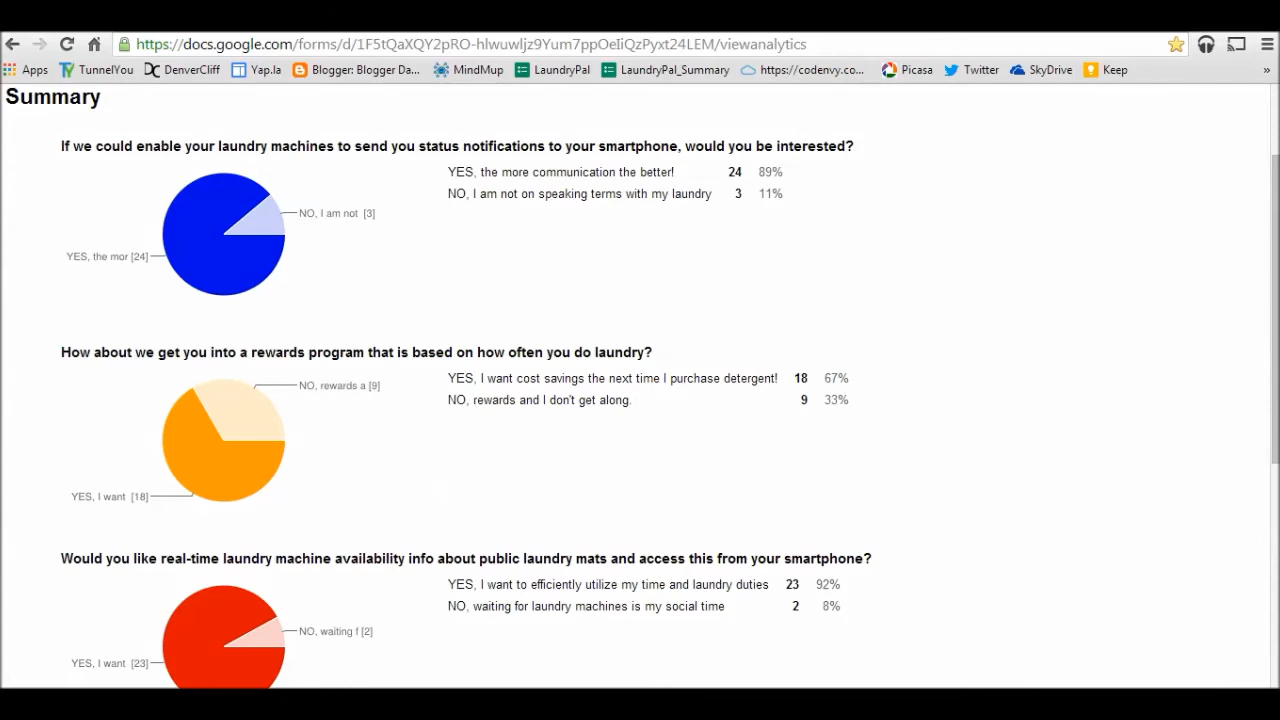 https://docs.google.com/forms/d/1F5tQaXQY2pRO-hlwuwljz9Yum7ppOeIiQzPyxt24LEM/viewanalytics
Apps TunnelYou DenverCliff Yap.la Blogger: Blogger Da... MindMup LaundryPal LaundryPal_Summary https://codenvy.co... Picasa Twitter SkyDrive Keep »
Summary
If we could enable your laundry machines to send you status notifications to your smartphone, would you be interested?
YES, the more communication the better! 24 89%
NO, I am not on speaking terms with my laundry 3 11%
NO, I am not [3]
YES, the mor [24]
How about we get you into a rewards program that is based on how often you do laundry?
YES, I want cost savings the next time I purchase detergent! 18 67%
NO, rewards and I don't get along. 9 33%
NO, rewards a [9]
YES, I want [18]
Would you like real-time laundry machine availability info about public laundry mats and access this from your smartphone?
YES, I want to efficiently utilize my time and laundry duties 23 92%
NO, waiting for laundry machines is my social time 2 8%
NO, waiting f [2]
YES, I want [23]